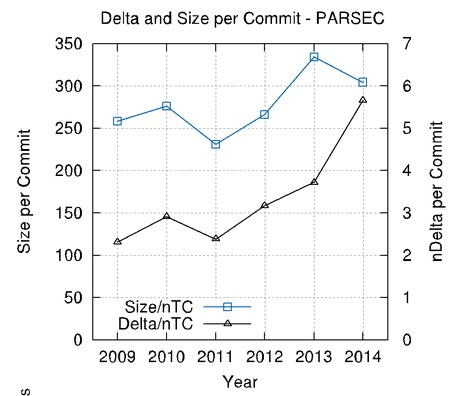 Delta and Size per Commit - PARSEC
350
300
250
200
150
100
50
0
Size per Commit
7
6
5
4
3
2
1
0
nDelta per Commit
Size/nTC
Delta/nTC
2009 2010 2011 2012 2013 2014
Year
s